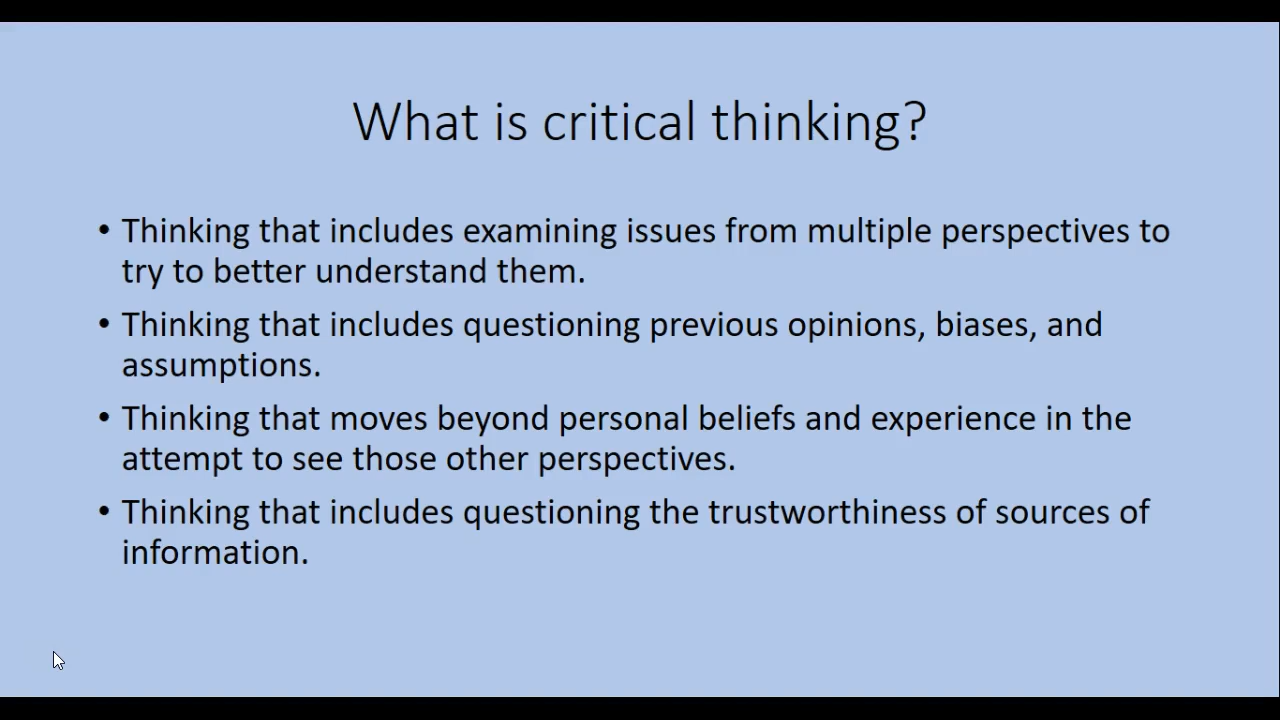 What is critical thinking?
• Thinking that includes examining issues from multiple perspectives to
try to better understand them.
• Thinking that includes questioning previous opinions, biases, and
assumptions.
• Thinking that moves beyond personal beliefs and experience in the
attempt to see those other perspectives.
• Thinking that includes questioning the trustworthiness of sources of
information.